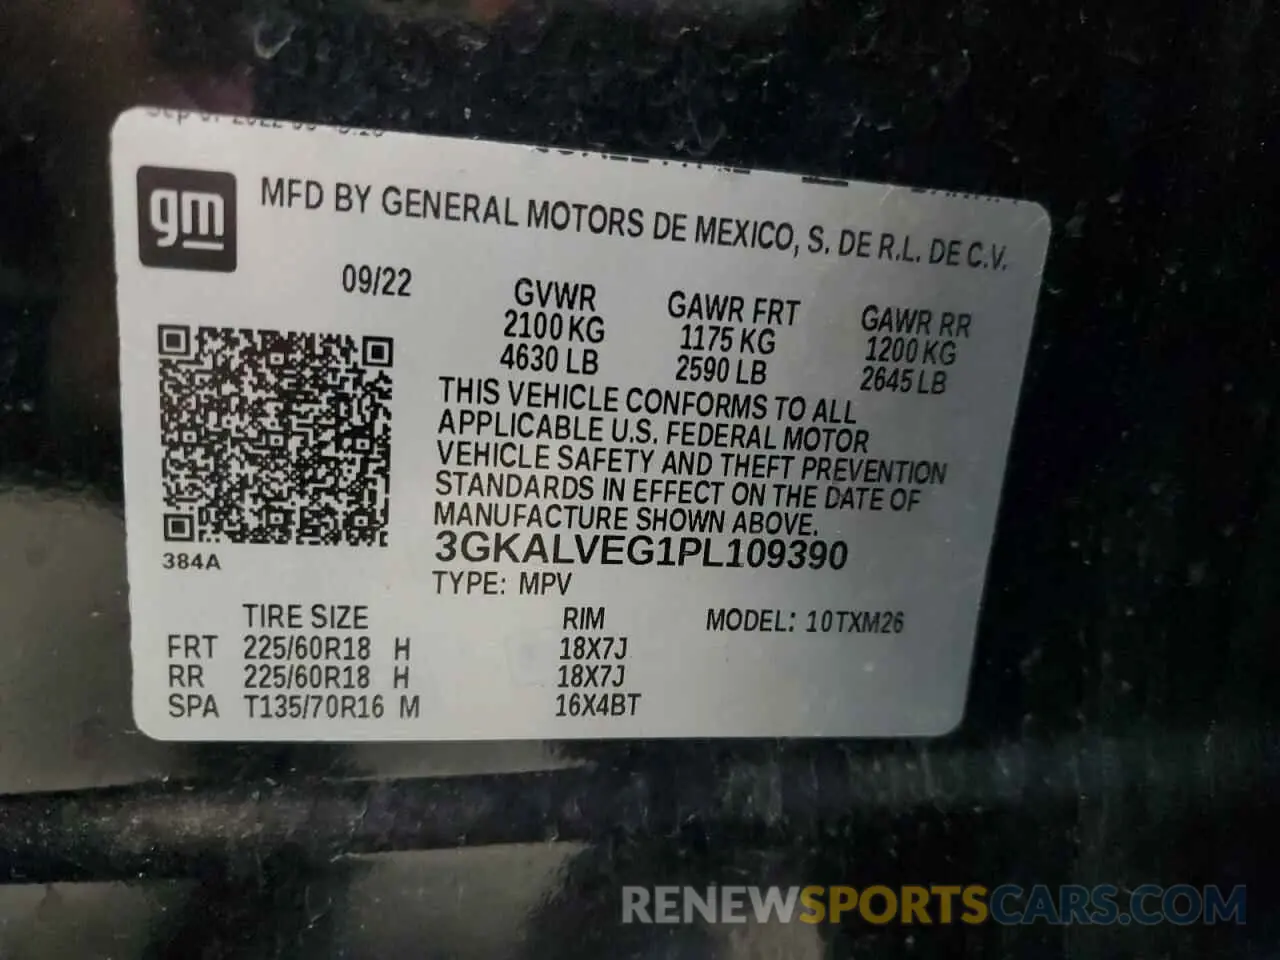 gm
MFD BY GENERAL MOTORS DE MEXICO, S. DE R.L. DE C.V.
09/22
GVWR GAWR FRT GAWR RR
2100 KG 1175 KG 1200 KG
4630 LB 2590 LB 2645 LB
THIS VEHICLE CONFORMS TO ALL
APPLICABLE U.S. FEDERAL MOTOR
VEHICLE SAFETY AND THEFT PREVENTION
STANDARDS IN EFFECT ON THE DATE OF
MANUFACTURE SHOWN ABOVE.
3GKALVEG1PL109390
384A
TYPE: MPV
TIRE SIZE RIM MODEL: 10TXM26
FRT 225/60R18 H 18X7J
RR 225/60R18 H 18X7J
SPA T135/70R16 M 16X4BT
RENEWSPORTSCARS.COM